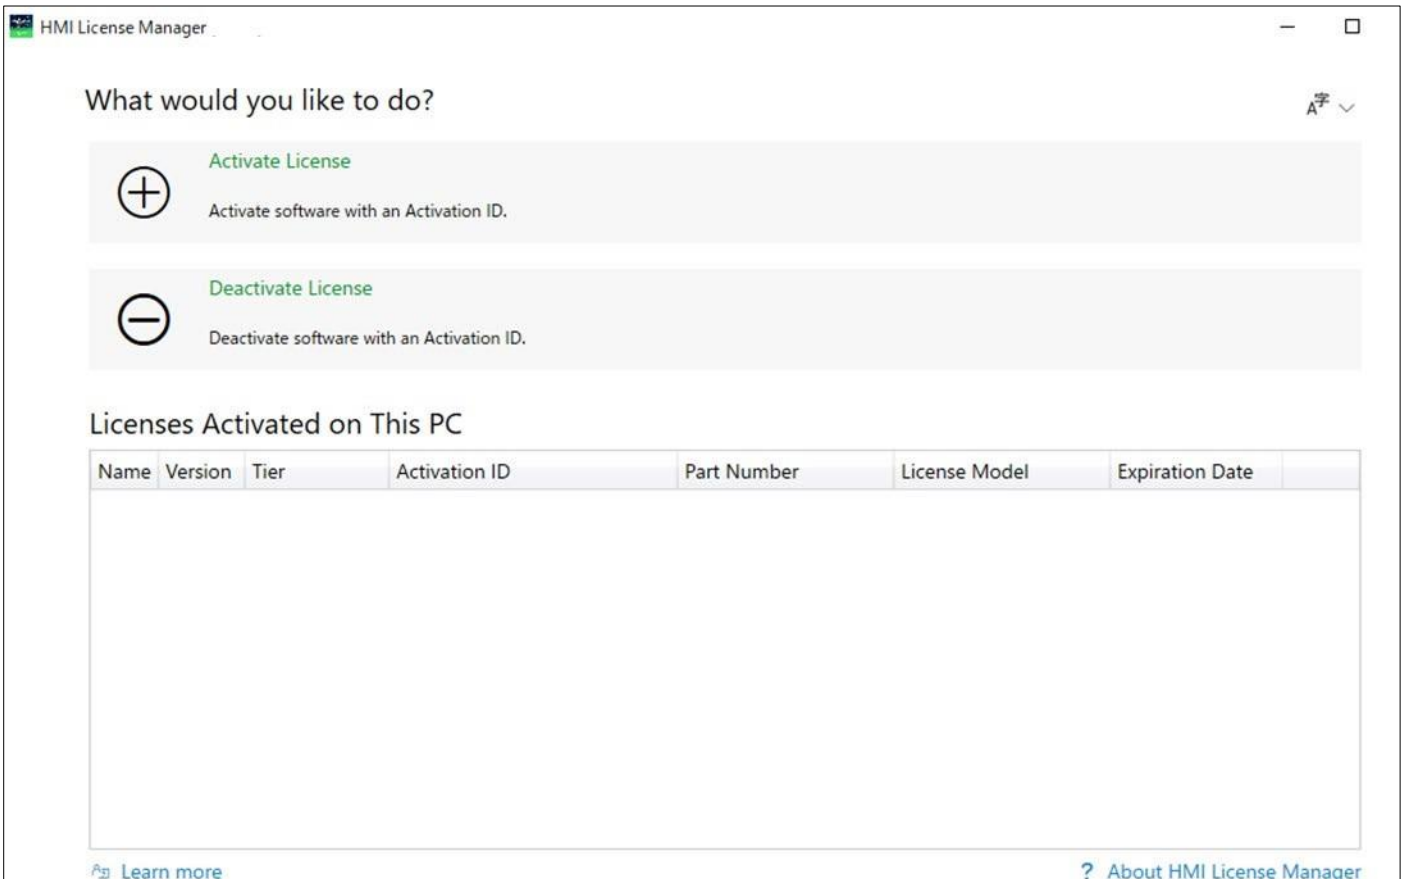 HMI License Manager
What would you like to do?
A字
Activate License
Activate software with an Activation ID.
Deactivate License
Deactivate software with an Activation ID.
Licenses Activated on This PC
Name Version Tier Activation ID Part Number License Model Expiration Date
Learn more
? About HMI License Manager